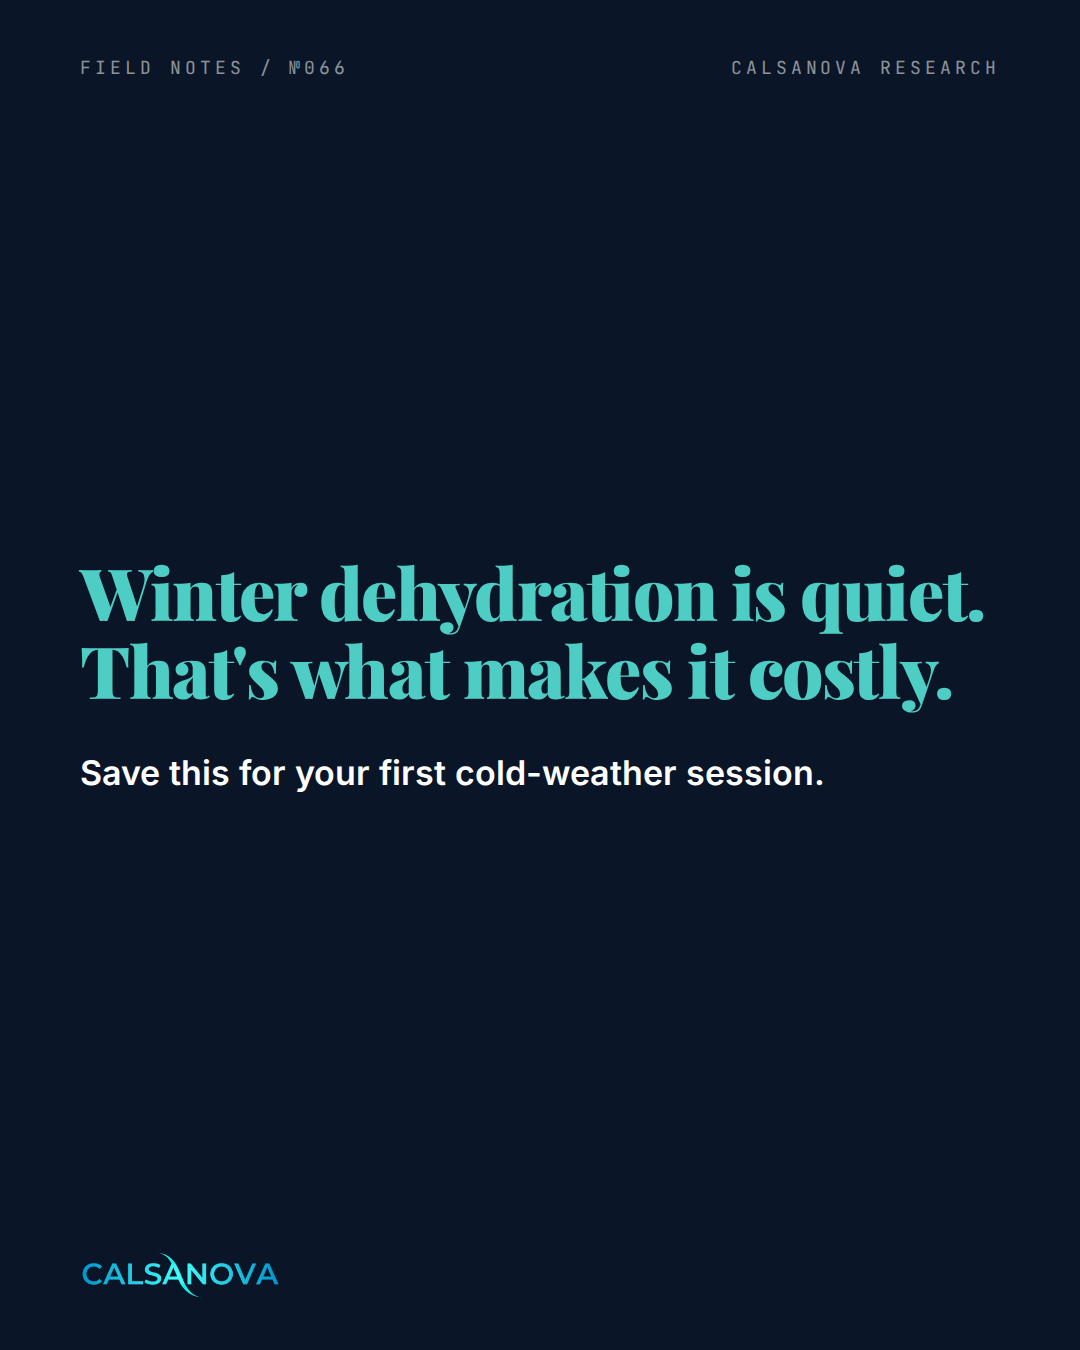 FIELD NOTES / №066
CALSANOVA RESEARCH
Winter dehydration is quiet.
That's what makes it costly.
Save this for your first cold-weather session.
CALSANOVA